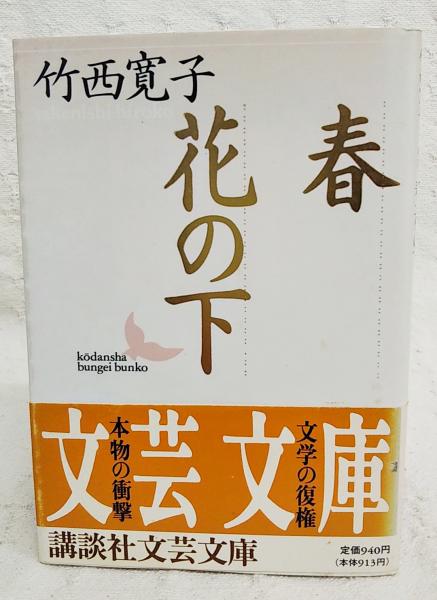 竹西寛子
takenishi hiroko
春
花の下
kōdansha
bungei bunko
文芸文庫
文学の復権
本物の衝撃
講談社文芸文庫
定価940円
（本体913円）